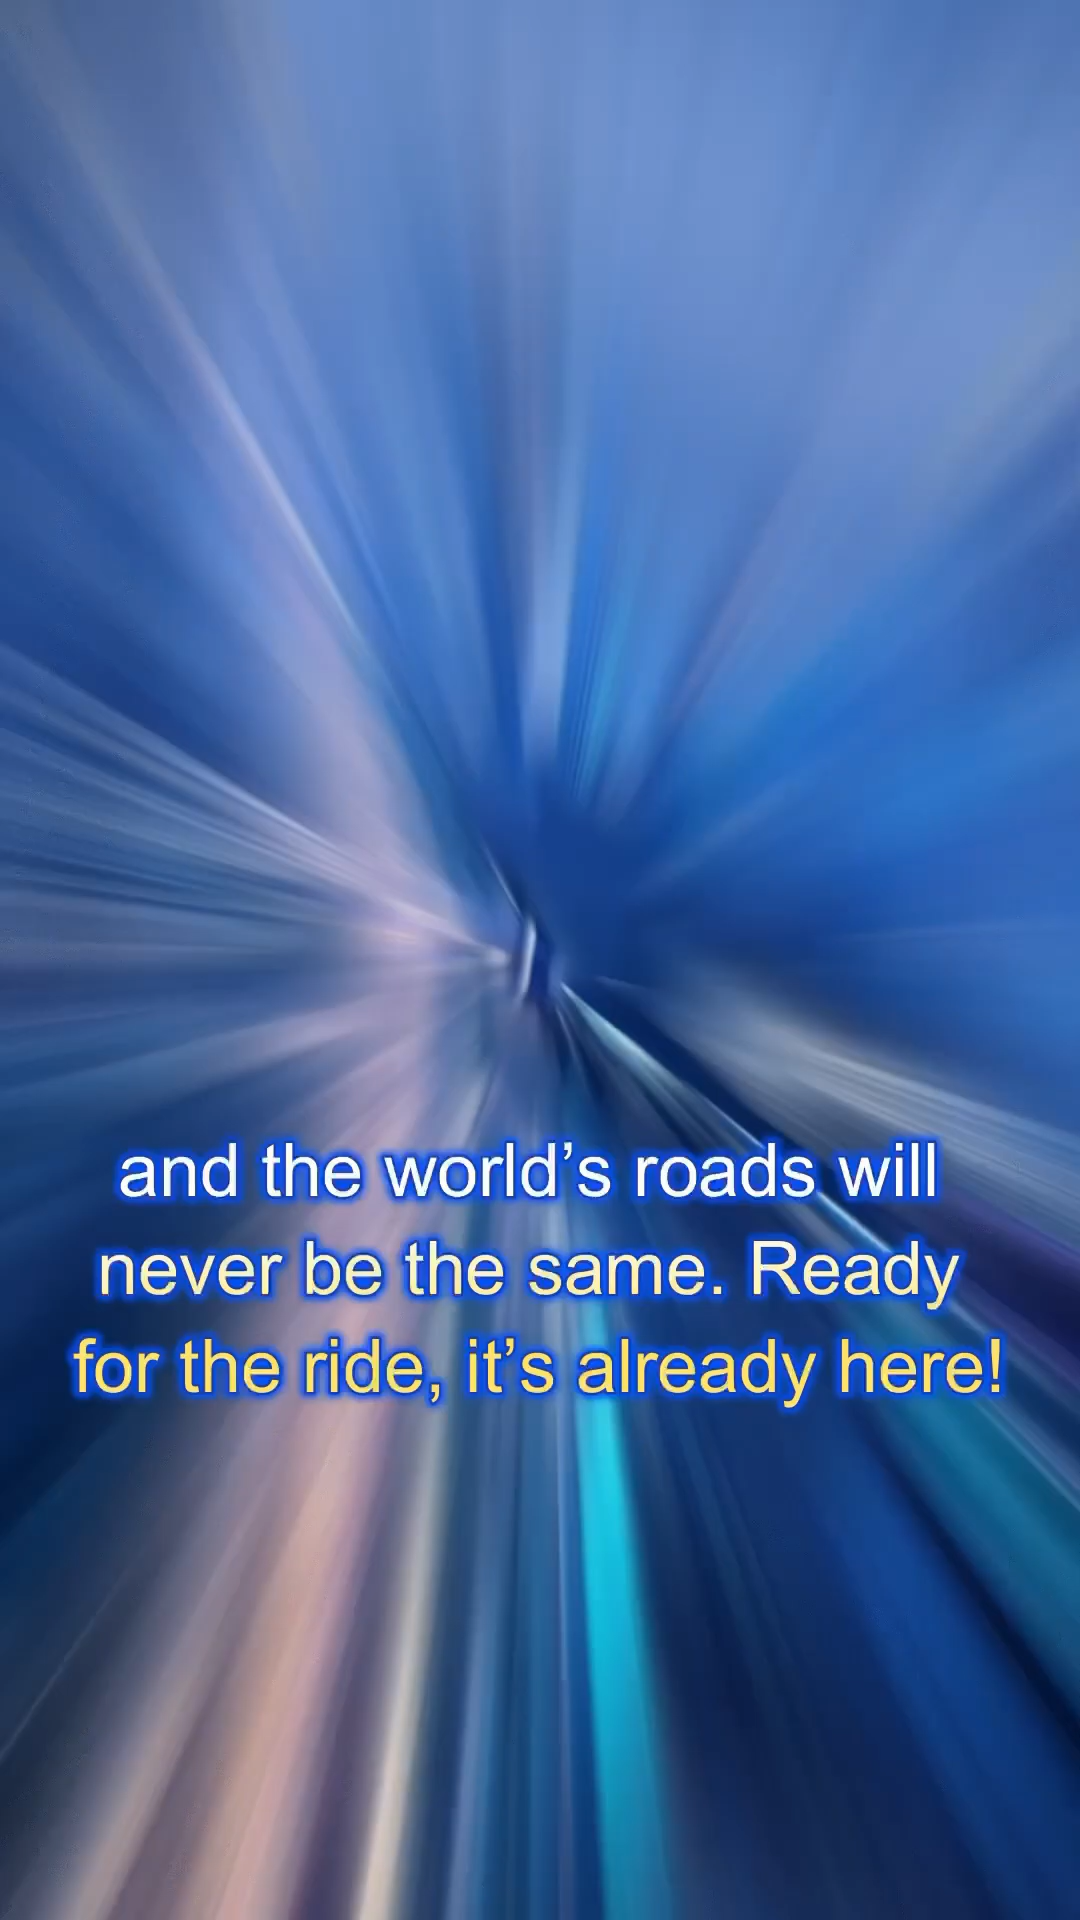 and the world’s roads will
never be the same. Ready
for the ride, it’s already here!